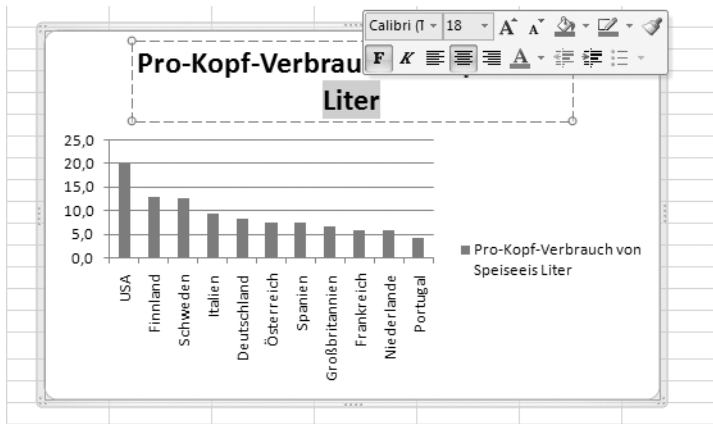 Calibri (T 18 A A
F K A
Pro-Kopf-Verbrau
Liter
25,0
20,0
15,0
10,0
5,0
0,0
USA
Finnland
Schweden
Italien
Deutschland
Österreich
Spanien
Großbritannien
Frankreich
Niederlande
Portugal
Pro-Kopf-Verbrauch von
Speiseeis Liter